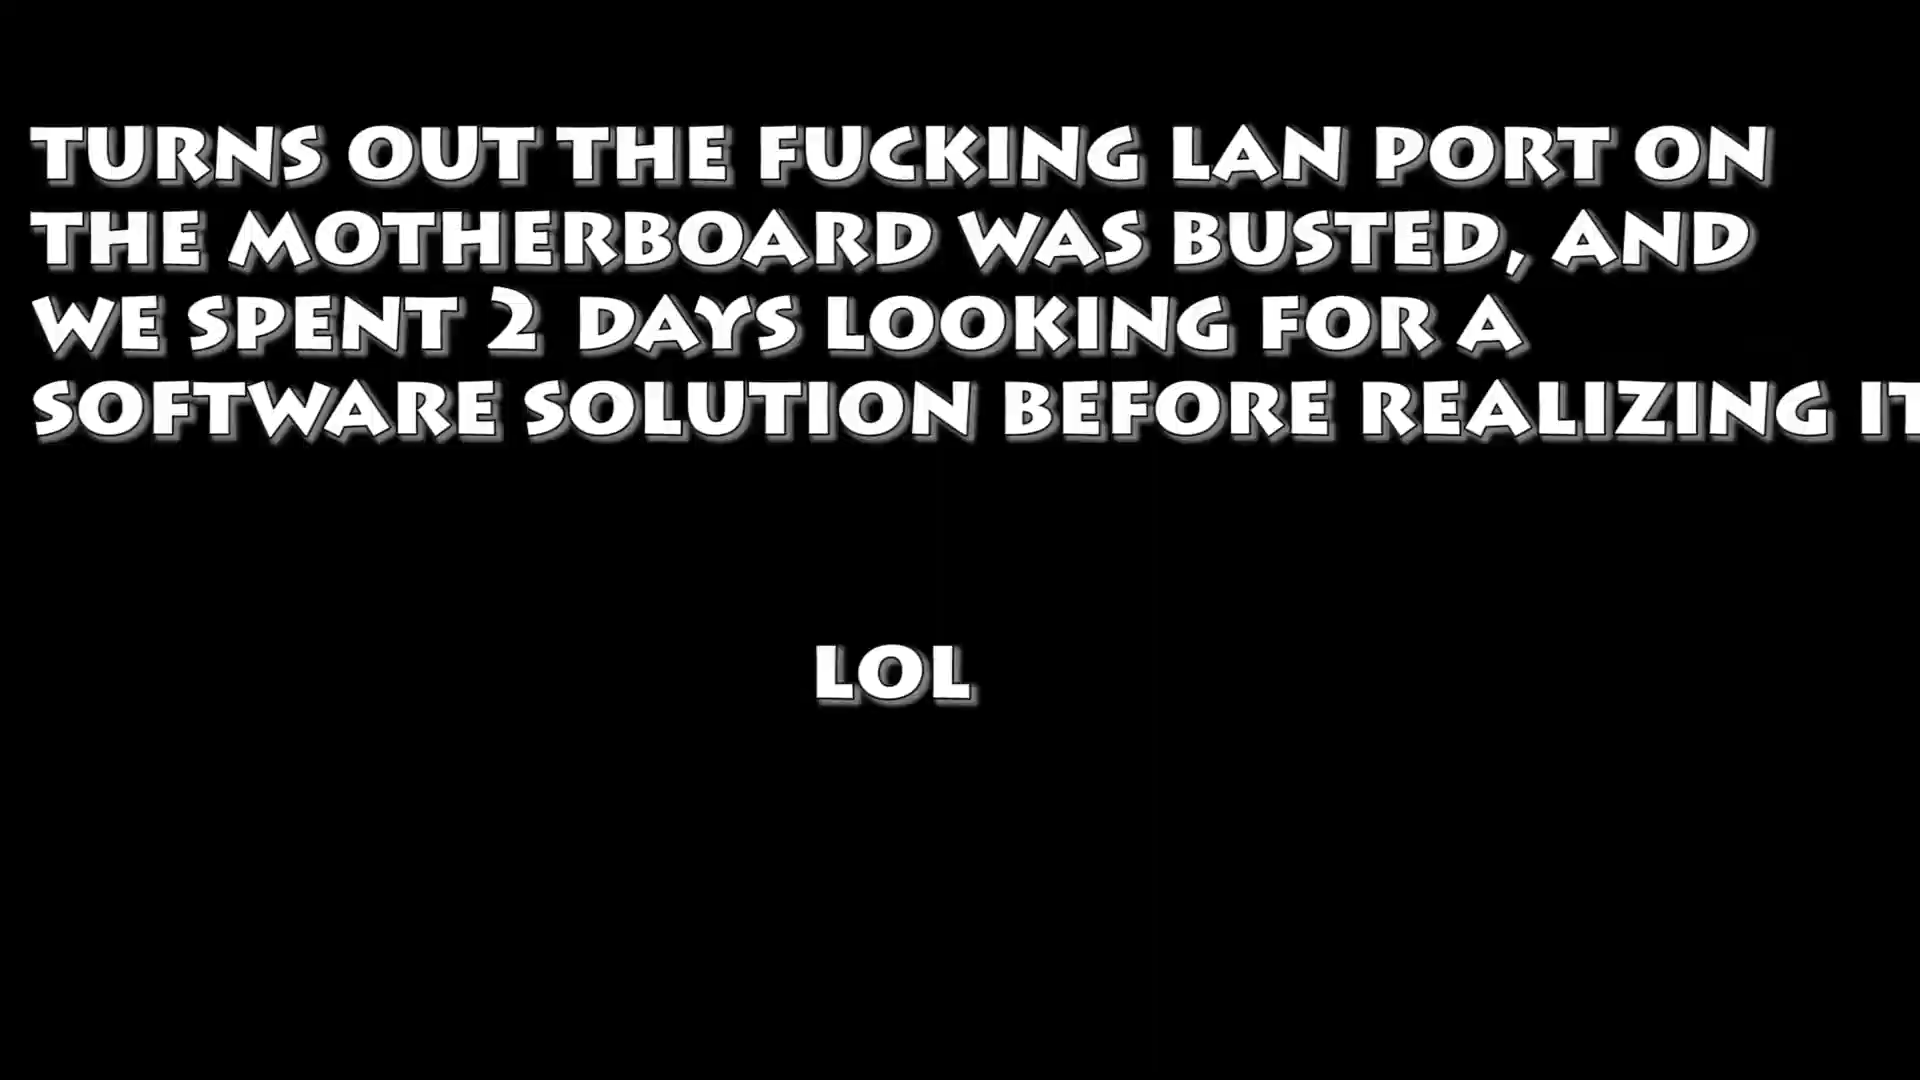 TURNS OUT THE FUCKING LAN PORT ON
THE MOTHERBOARD WAS BUSTED, AND
WE SPENT 2 DAYS LOOKING FOR A
SOFTWARE SOLUTION BEFORE REALIZING IT
LOL